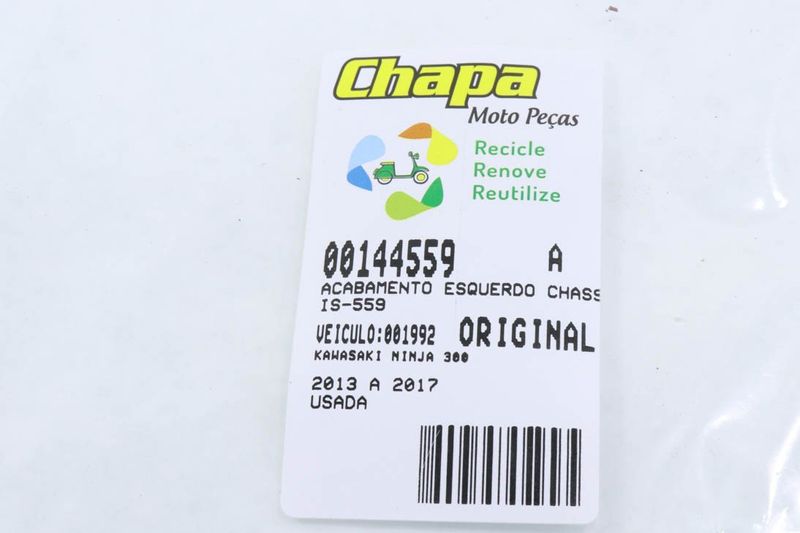 Chapa
Moto Peças
Recicle
Renove
Reutilize
00144559 A
ACABAMENTO ESQUERDO CHASS
IS-559
VEICULO:001992 ORIGINAL
KAWASAKI NINJA 300
2013 A 2017
USADA